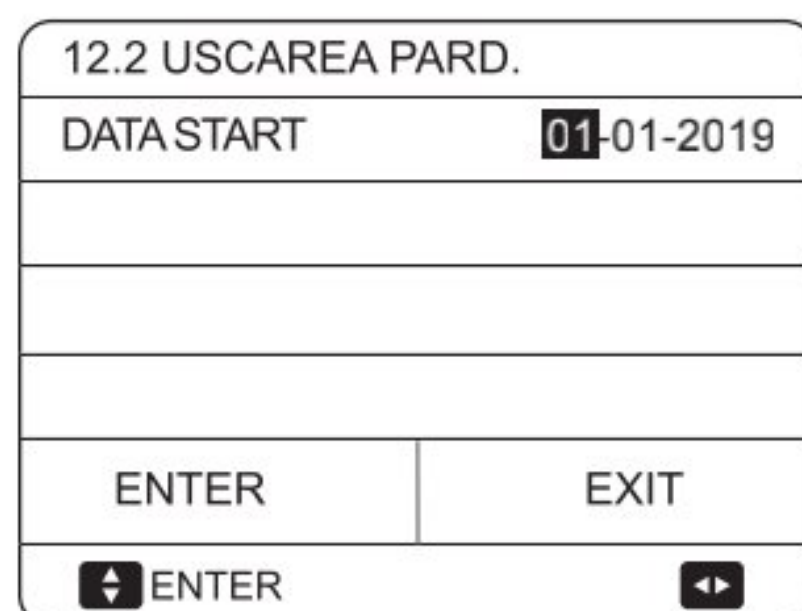 12.2 USCAREA PARD.
DATA START 01-01-2019
ENTER EXIT
ENTER